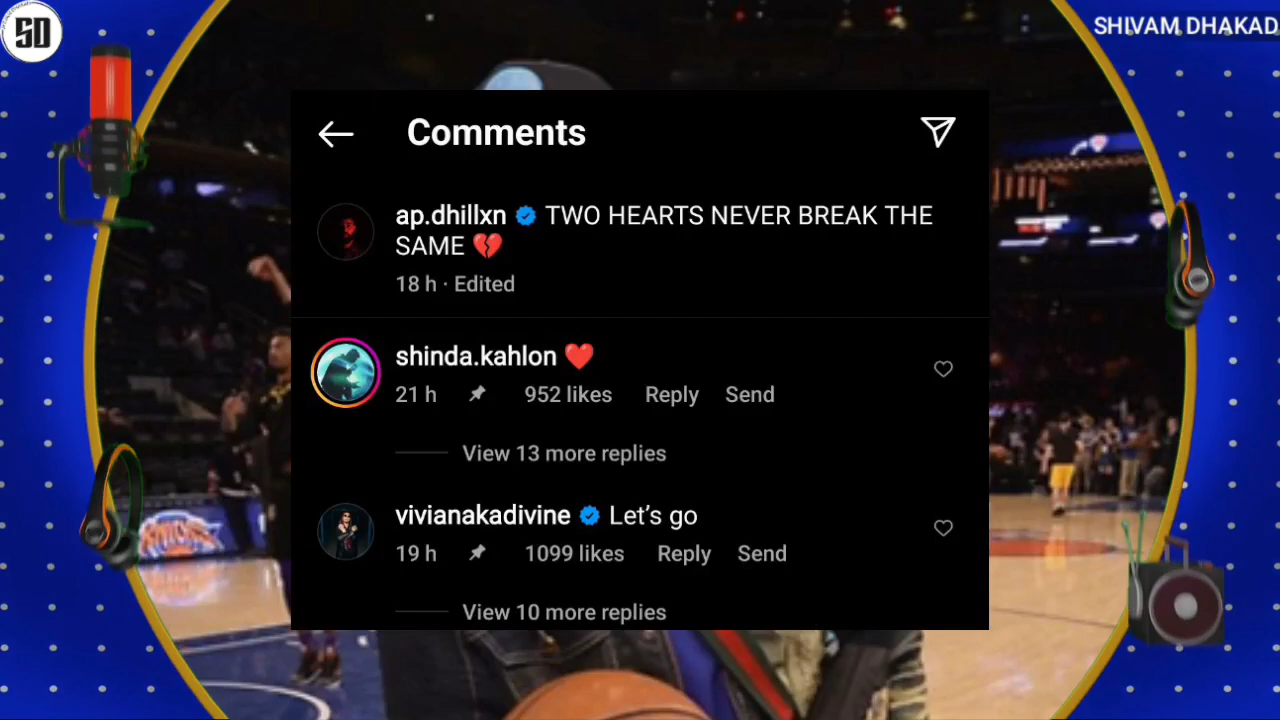 SD
SHIVAM DHAKAD
Comments
ap.dhillxn TWO HEARTS NEVER BREAK THE
SAME 💔
18 h · Edited
shinda.kahlon ❤️
21 h 952 likes Reply Send
View 13 more replies
vivianakadivine Let's go
19 h 1099 likes Reply Send
View 10 more replies
KNICKS